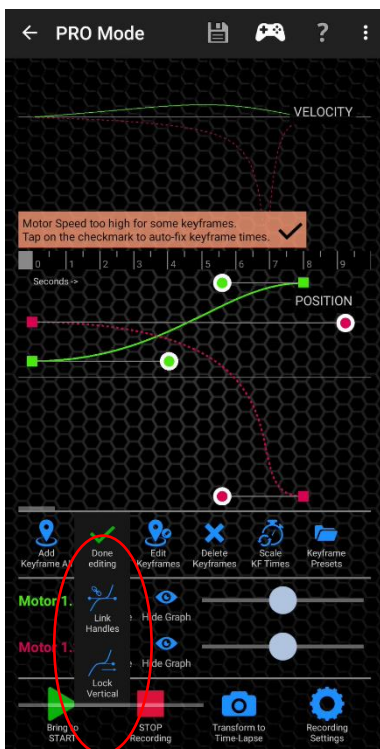 PRO Mode
?
VELOCITY
Motor Speed too high for some keyframes.
Tap on the checkmark to auto-fix keyframe times.
0 1 2 3 4 5 6 7 8 9
Seconds ->
POSITION
Add
Keyframe All
Done
editing
Edit
Keyframes
Delete
Keyframes
Scale
KF Times
Keyframe
Presets
Link
Handles
Lock
Vertical
Motor 1.
e Hide Graph
Motor 1.
e Hide Graph
Bring to
START
STOP
Recording
Transform to
Time-Lapse
Recording
Settings